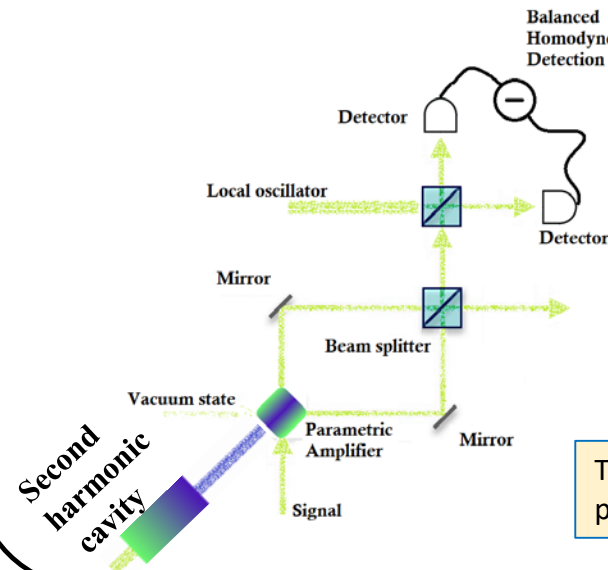 Balanced
Homodyne
Detection
Detector
Local oscillator
Detector
Mirror
Beam splitter
Vacuum state
Parametric
Amplifier
Mirror
Second
harmonic
cavity
Signal